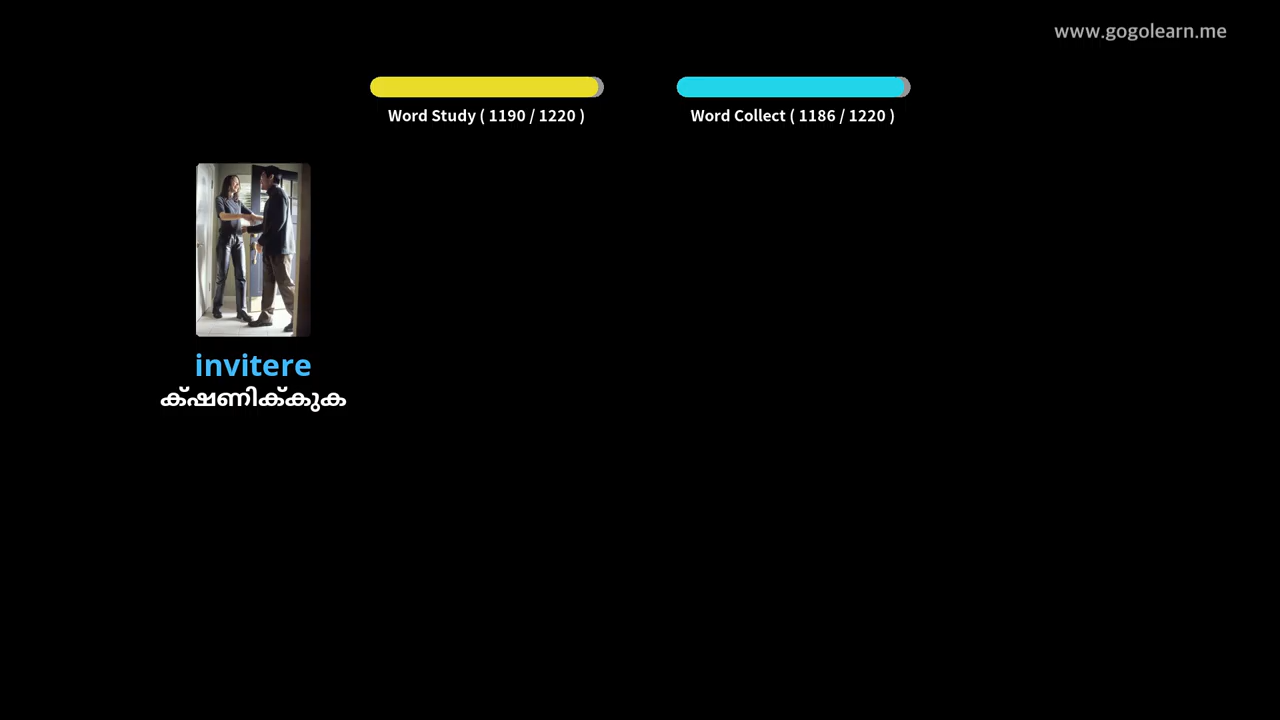 www.gogolearn.me
Word Study ( 1190 / 1220 )
Word Collect ( 1186 / 1220 )
invitere
ക്ഷണിക്കുക